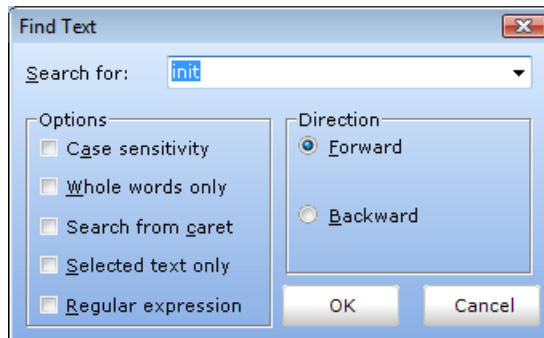 Find Text
Search for: init
Options
Case sensitivity
Whole words only
Search from caret
Selected text only
Regular expression
Direction
Forward
Backward
OK Cancel